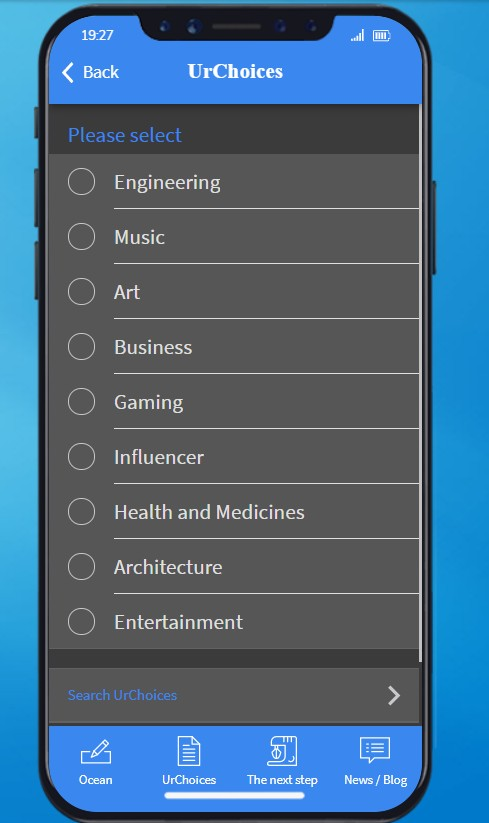 19:27
Back
UrChoices
Please select
Engineering
Music
Art
Business
Gaming
Influencer
Health and Medicines
Architecture
Entertainment
Search UrChoices
Ocean
UrChoices
The next step
News / Blog